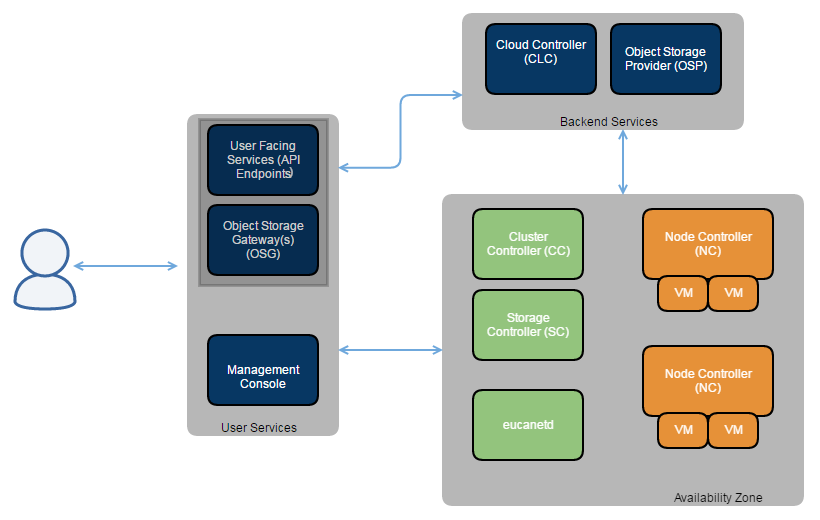 Cloud Controller
(CLC)
Object Storage
Provider (OSP)
Backend Services
User Facing
Services (API
Endpoints)
Object Storage
Gateway(s)
(OSG)
Management
Console
User Services
Cluster
Controller (CC)
Storage
Controller (SC)
eucanetd
Node Controller
(NC)
VM
VM
Node Controller
(NC)
VM
VM
Availability Zone